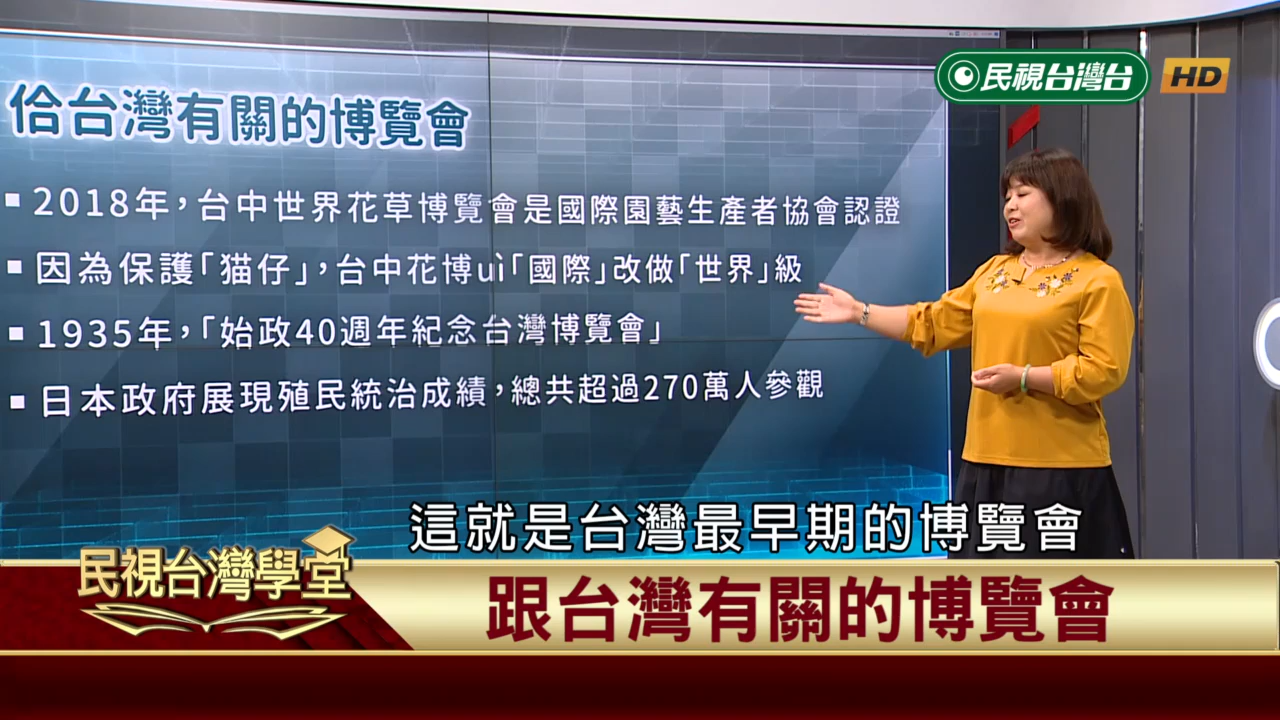 民視台灣台 HD
佮台灣有關的博覽會
2018年，台中世界花草博覽會是國際園藝生產者協會認證
因為保護「猫仔」，台中花博uì「國際」改做「世界」級
1935年，「始政40週年紀念台灣博覽會」
日本政府展現殖民統治成績，總共超過270萬人參觀
這就是台灣最早期的博覽會
民視台灣學堂
跟台灣有關的博覽會